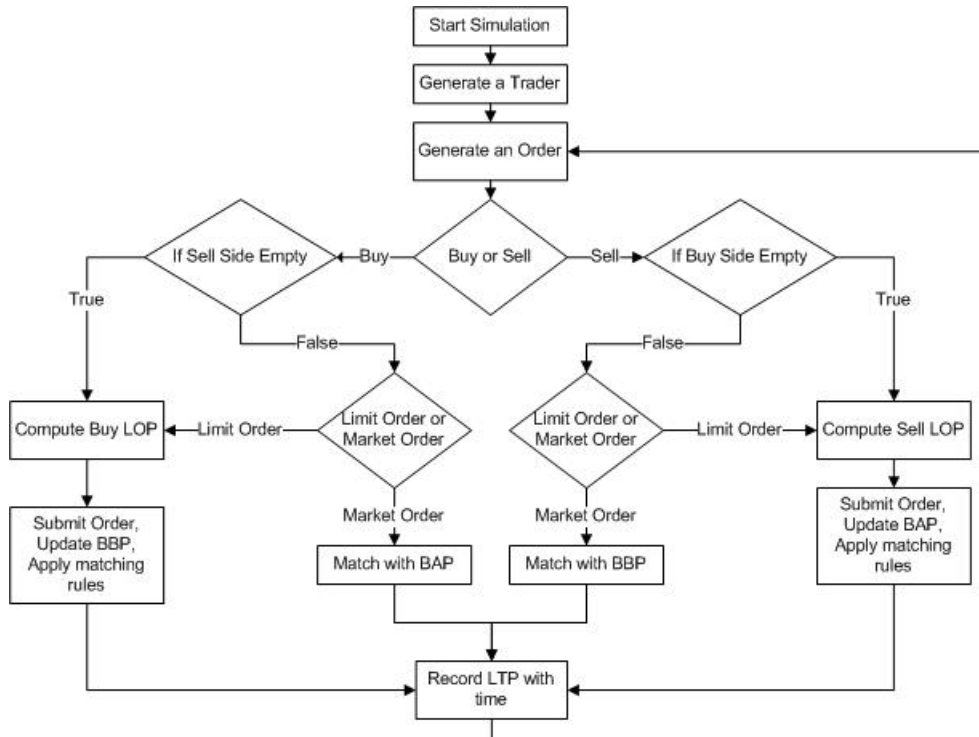 Start Simulation
Generate a Trader
Generate an Order
If Sell Side Empty
Buy
Buy or Sell
Sell
If Buy Side Empty
True
True
False
False
Compute Buy LOP
Limit Order
Limit Order or
Market Order
Limit Order or
Market Order
Limit Order
Compute Sell LOP
Market Order
Market Order
Submit Order,
Update BBP,
Apply matching
rules
Match with BAP
Match with BBP
Submit Order,
Update BAP,
Apply matching
rules
Record LTP with
time